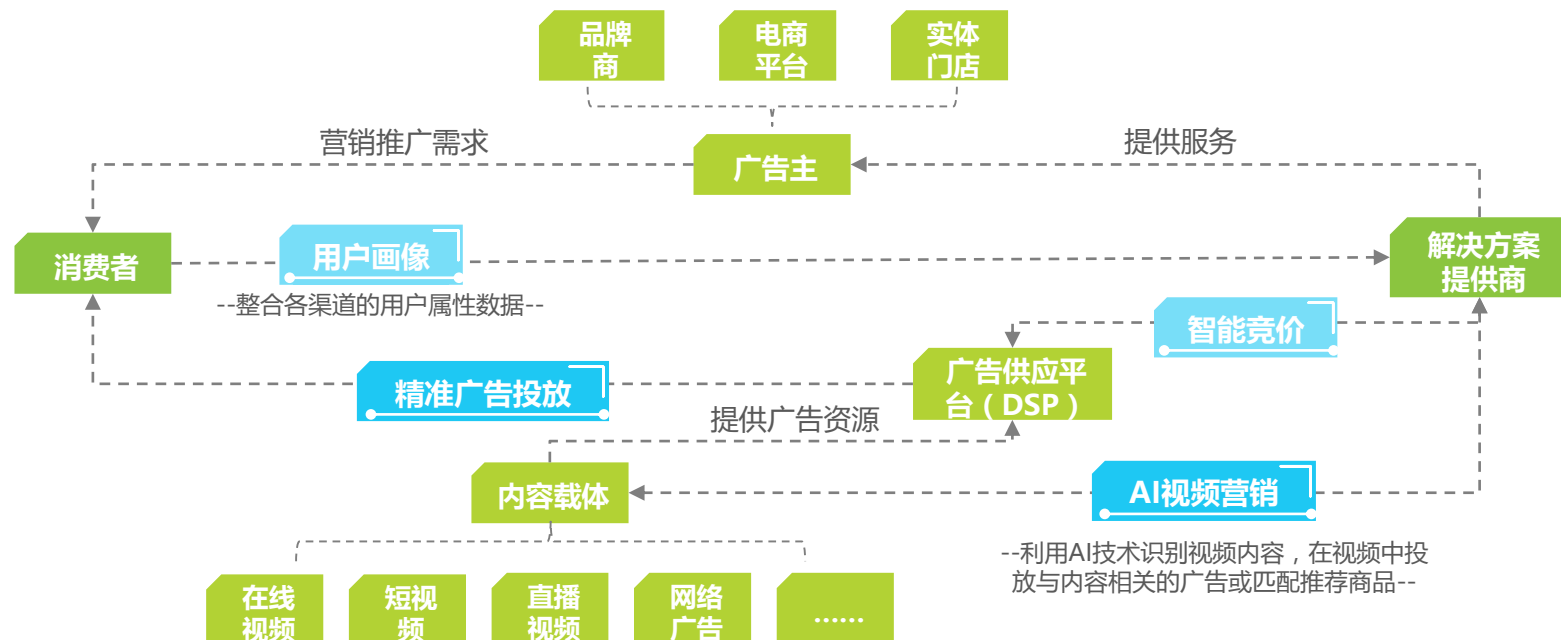 品牌
商
电商
平台
实体
门店
营销推广需求
提供服务
广告主
消费者
用户画像
解决方案
提供商
--整合各渠道的用户属性数据--
智能竞价
精准广告投放
广告供应平
台（DSP）
提供广告资源
内容载体
AI视频营销
--利用AI技术识别视频内容，在视频中投
放与内容相关的广告或匹配推荐商品--
在线
视频
短视
频
直播
视频
网络
广告
……